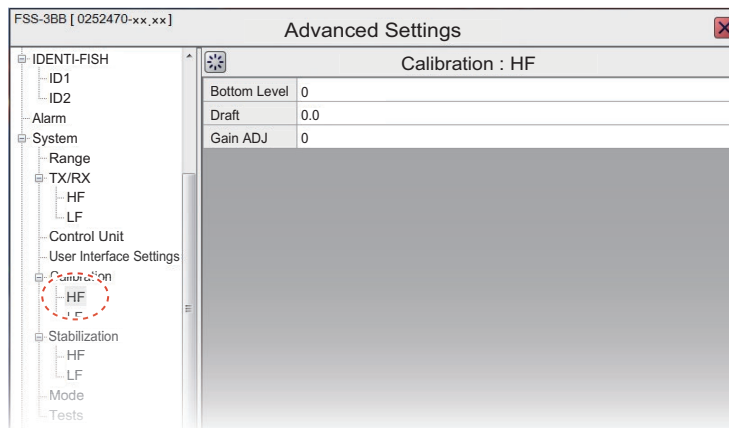 FSS-3BB [ 0252470-xx.xx]
Advanced Settings
IDENTI-FISH
ID1
ID2
Alarm
System
Range
TX/RX
HF
LF
Control Unit
User Interface Settings
Calibration
HF
LF
Stabilization
HF
LF
Mode
Tests
Calibration : HF
Bottom Level 0
Draft 0.0
Gain ADJ 0